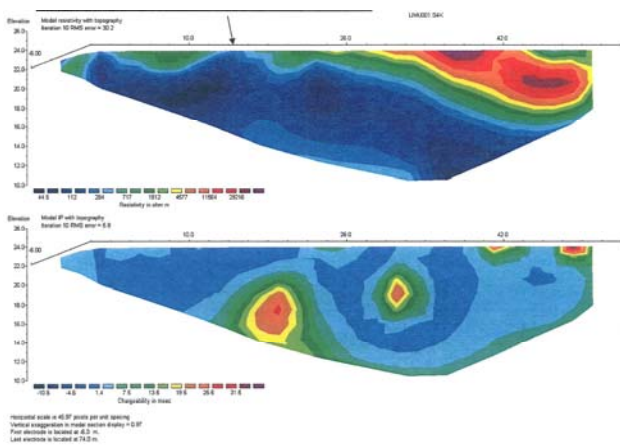 Elevation
Model resistivity with topography
Iteration 10 RMS error = 30.2
26.0
24.0
22.0
20.0
18.0
16.0
14.0
12.0
10.0
-6.00
10.0
26.0
42.0
44.8 112 284 717 1812 4577 11564 29216
Resistivity in ohm.m
Elevation
Model IP with topography
Iteration 10 RMS error = 6.8
26.0
24.0
22.0
20.0
18.0
16.0
14.0
12.0
10.0
-6.00
10.0
26.0
42.0
-10.6 -4.6 1.4 7.6 13.6 19.6 25.6 31.6
Chargeability in msec
Horizontal scale is 45.97 pixels per unit spacing
Vertical exaggeration in model section display = 0.97
First electrode is located at -6.0 m.
Last electrode is located at 74.0 m.